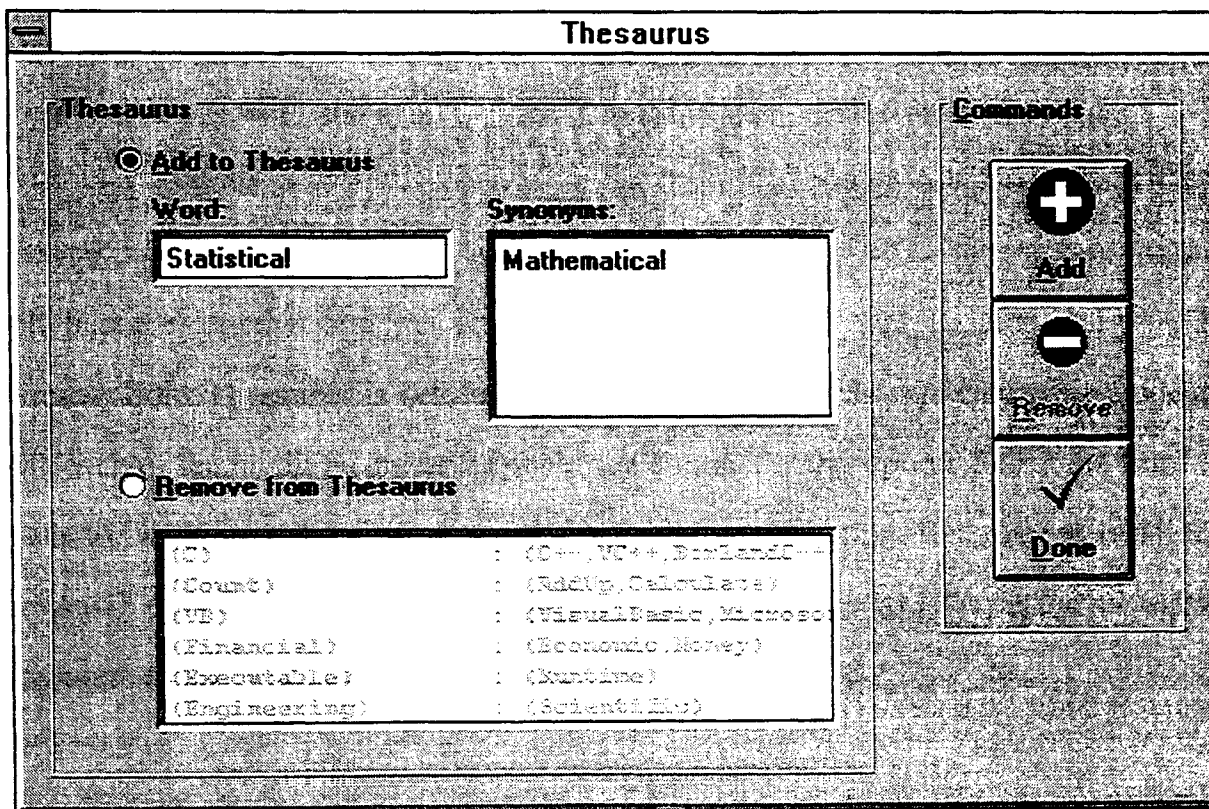 Thesaurus
Thesaurus
Add to Thesaurus
Word:
Statistical
Synonyms:
Mathematical
Remove from Thesaurus
(C) : (C++,VC++,BorlandC++
(Count) : (AddUp,Calculate)
(VB) : (VisualBasic,Microsof
(Financial) : (Economic,Money)
(Executable) : (Runtime)
(Engineering) : (Scientific)
Commands
Add
Remove
Done